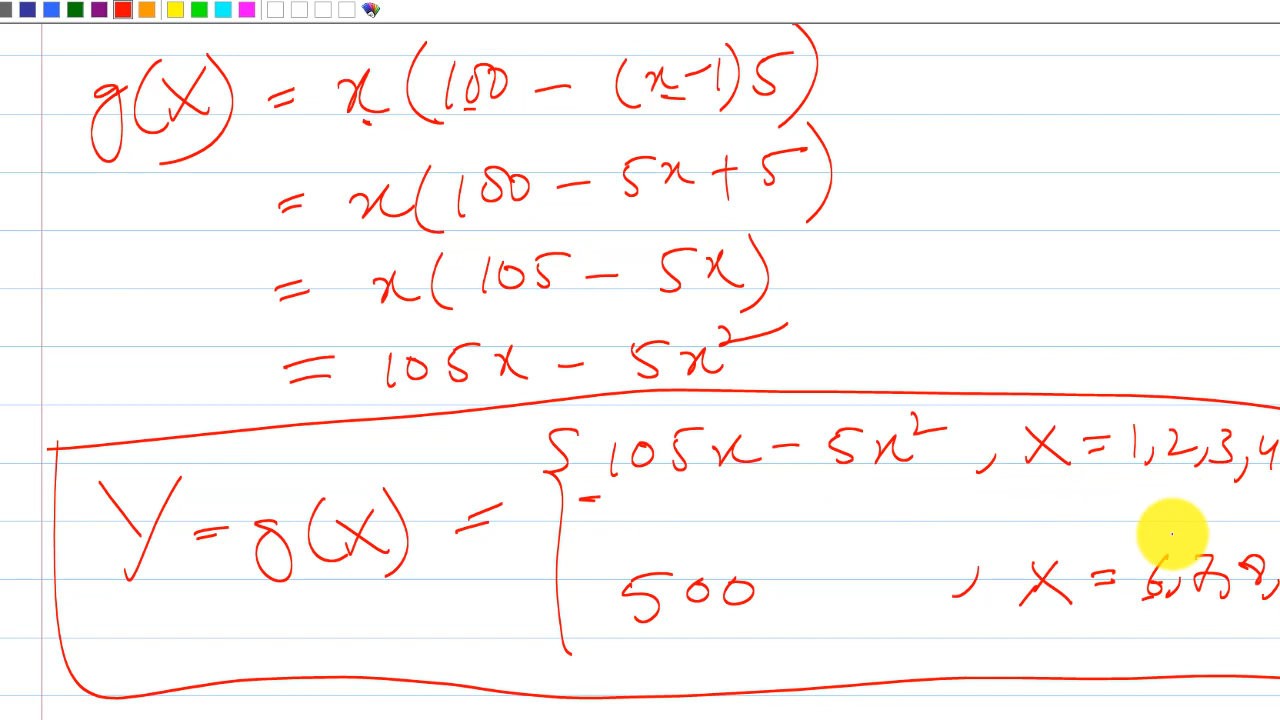 g(X) = x(100 - (x-1)5)
= x(100 - 5x + 5)
= x(105 - 5x)
= 105x - 5x²
Y = g(X) = { 105x - 5x² , X = 1,2,3,4
500 , X = 6,7,8,